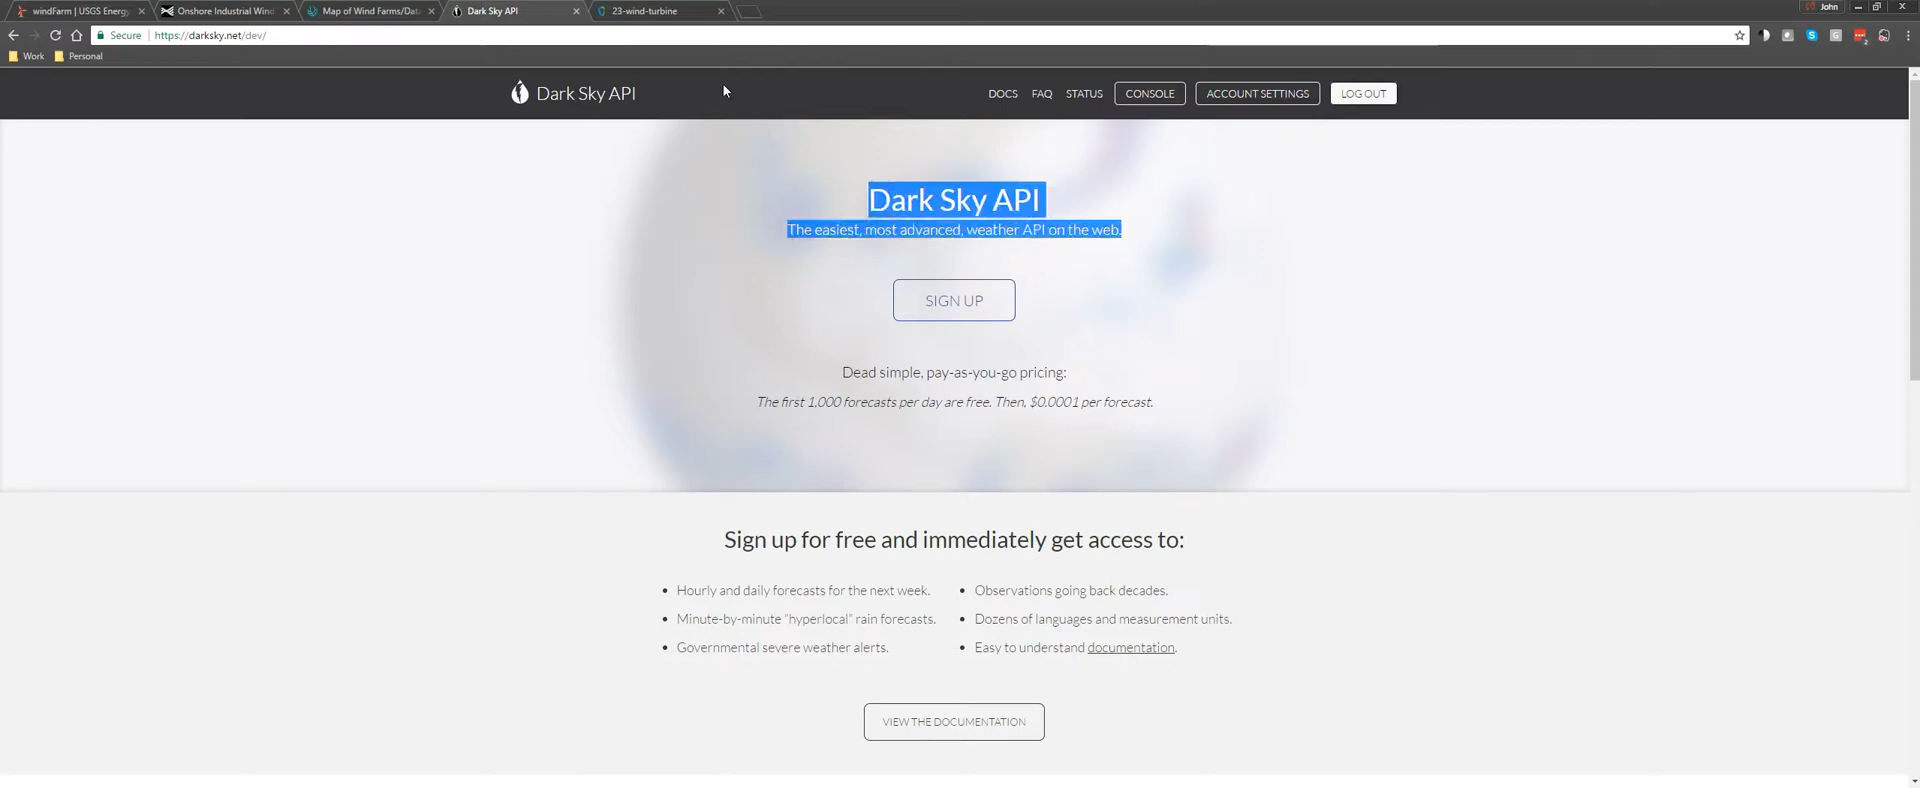 windFarm | USGS Energy
Onshore Industrial Wind
Map of Wind Farms/Data
Dark Sky API
23-wind-turbine
John
Secure
https://darksky.net/dev/
Work
Personal
Dark Sky API
DOCS
FAQ
STATUS
CONSOLE
ACCOUNT SETTINGS
LOG OUT
Dark Sky API
The easiest, most advanced, weather API on the web.
SIGN UP
Dead simple, pay-as-you-go pricing:
The first 1,000 forecasts per day are free. Then, $0.0001 per forecast.
Sign up for free and immediately get access to:
Hourly and daily forecasts for the next week.
Minute-by-minute “hyperlocal” rain forecasts.
Governmental severe weather alerts.
Observations going back decades.
Dozens of languages and measurement units.
Easy to understand documentation.
VIEW THE DOCUMENTATION